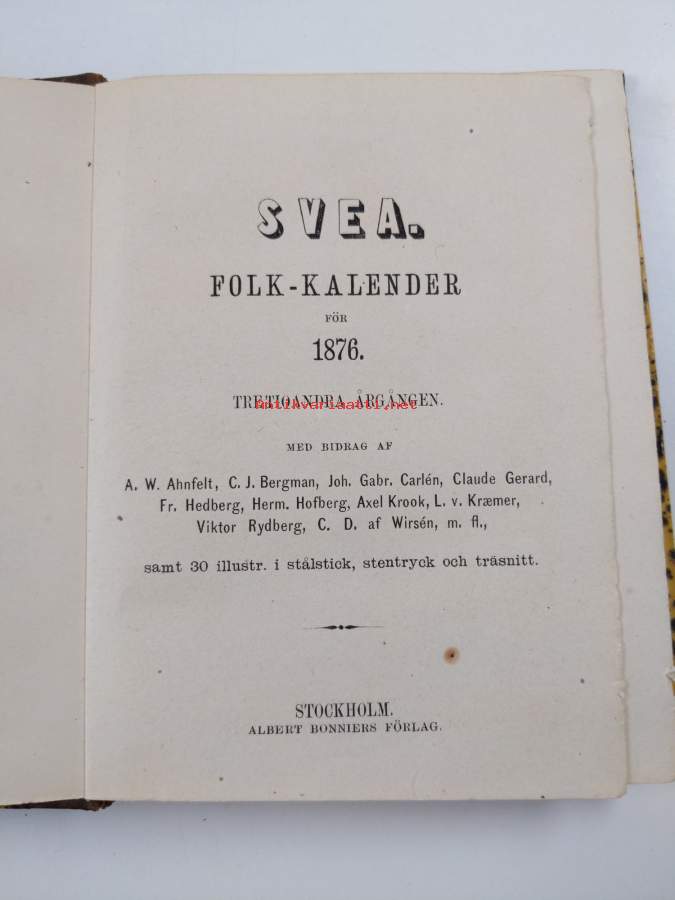 SVEA.
FOLK-KALENDER
FÖR
1876.
TRETIOANDRA ÅRGÅNGEN.
antikvariaatti.net
MED BIDRAG AF
A. W. Ahnfelt, C. J. Bergman, Joh. Gabr. Carlén, Claude Gerard,
Fr. Hedberg, Herm. Hofberg, Axel Krook, L. v. Kræmer,
Viktor Rydberg, C. D. af Wirsén, m. fl.,
samt 30 illustr. i stålstick, stentryck och träsnitt.
STOCKHOLM.
ALBERT BONNIERS FÖRLAG.